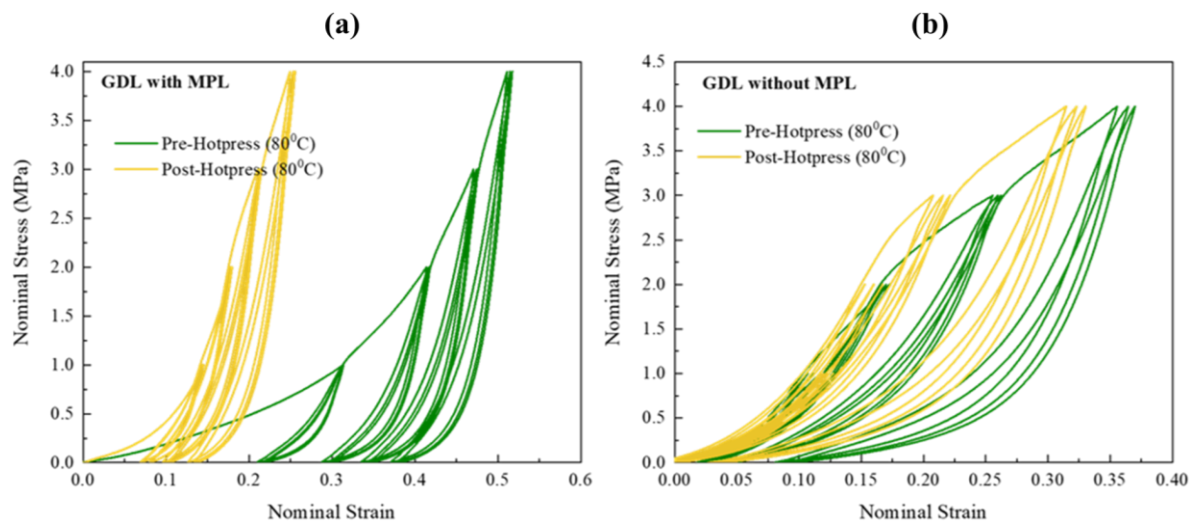 (a)
GDL with MPL
Pre-Hotpress (80⁰C)
Post-Hotpress (80⁰C)
Nominal Stress (MPa)
4.0
3.5
3.0
2.5
2.0
1.5
1.0
0.5
0.0
0.0 0.1 0.2 0.3 0.4 0.5 0.6
Nominal Strain
(b)
GDL without MPL
Pre-Hotpress (80⁰C)
Post-Hotpress (80⁰C)
Nominal Stress (MPa)
4.5
4.0
3.5
3.0
2.5
2.0
1.5
1.0
0.5
0.0
0.00 0.05 0.10 0.15 0.20 0.25 0.30 0.35 0.40
Nominal Strain